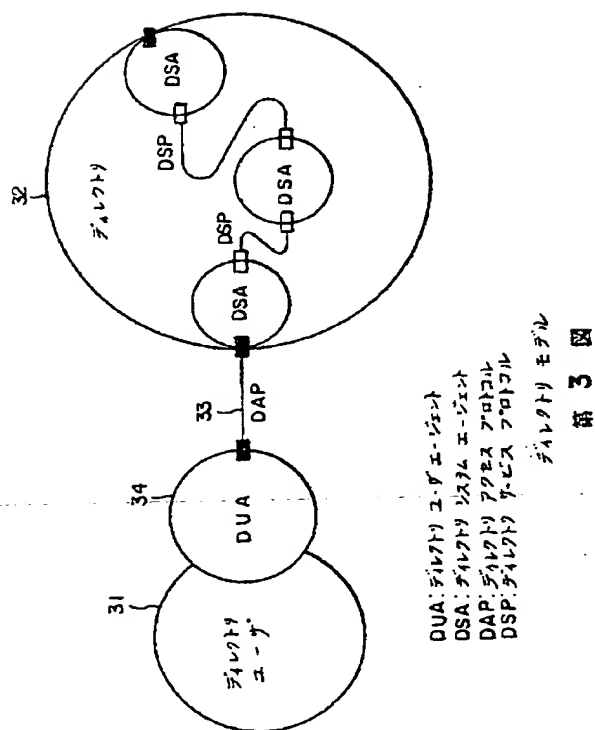 31
34
33
32
ディレクトリ
ユーザ
DUA
DAP
ディレクトリ
DSA
DSP
DSA
DSP
DSA
DUA:ディレクトリ ユーザ エージェント
DSA:ディレクトリ システム エージェント
DAP:ディレクトリ アクセス プロトコル
DSP:ディレクトリ サービス プロトコル
ディレクトリ モデル
第 3 図